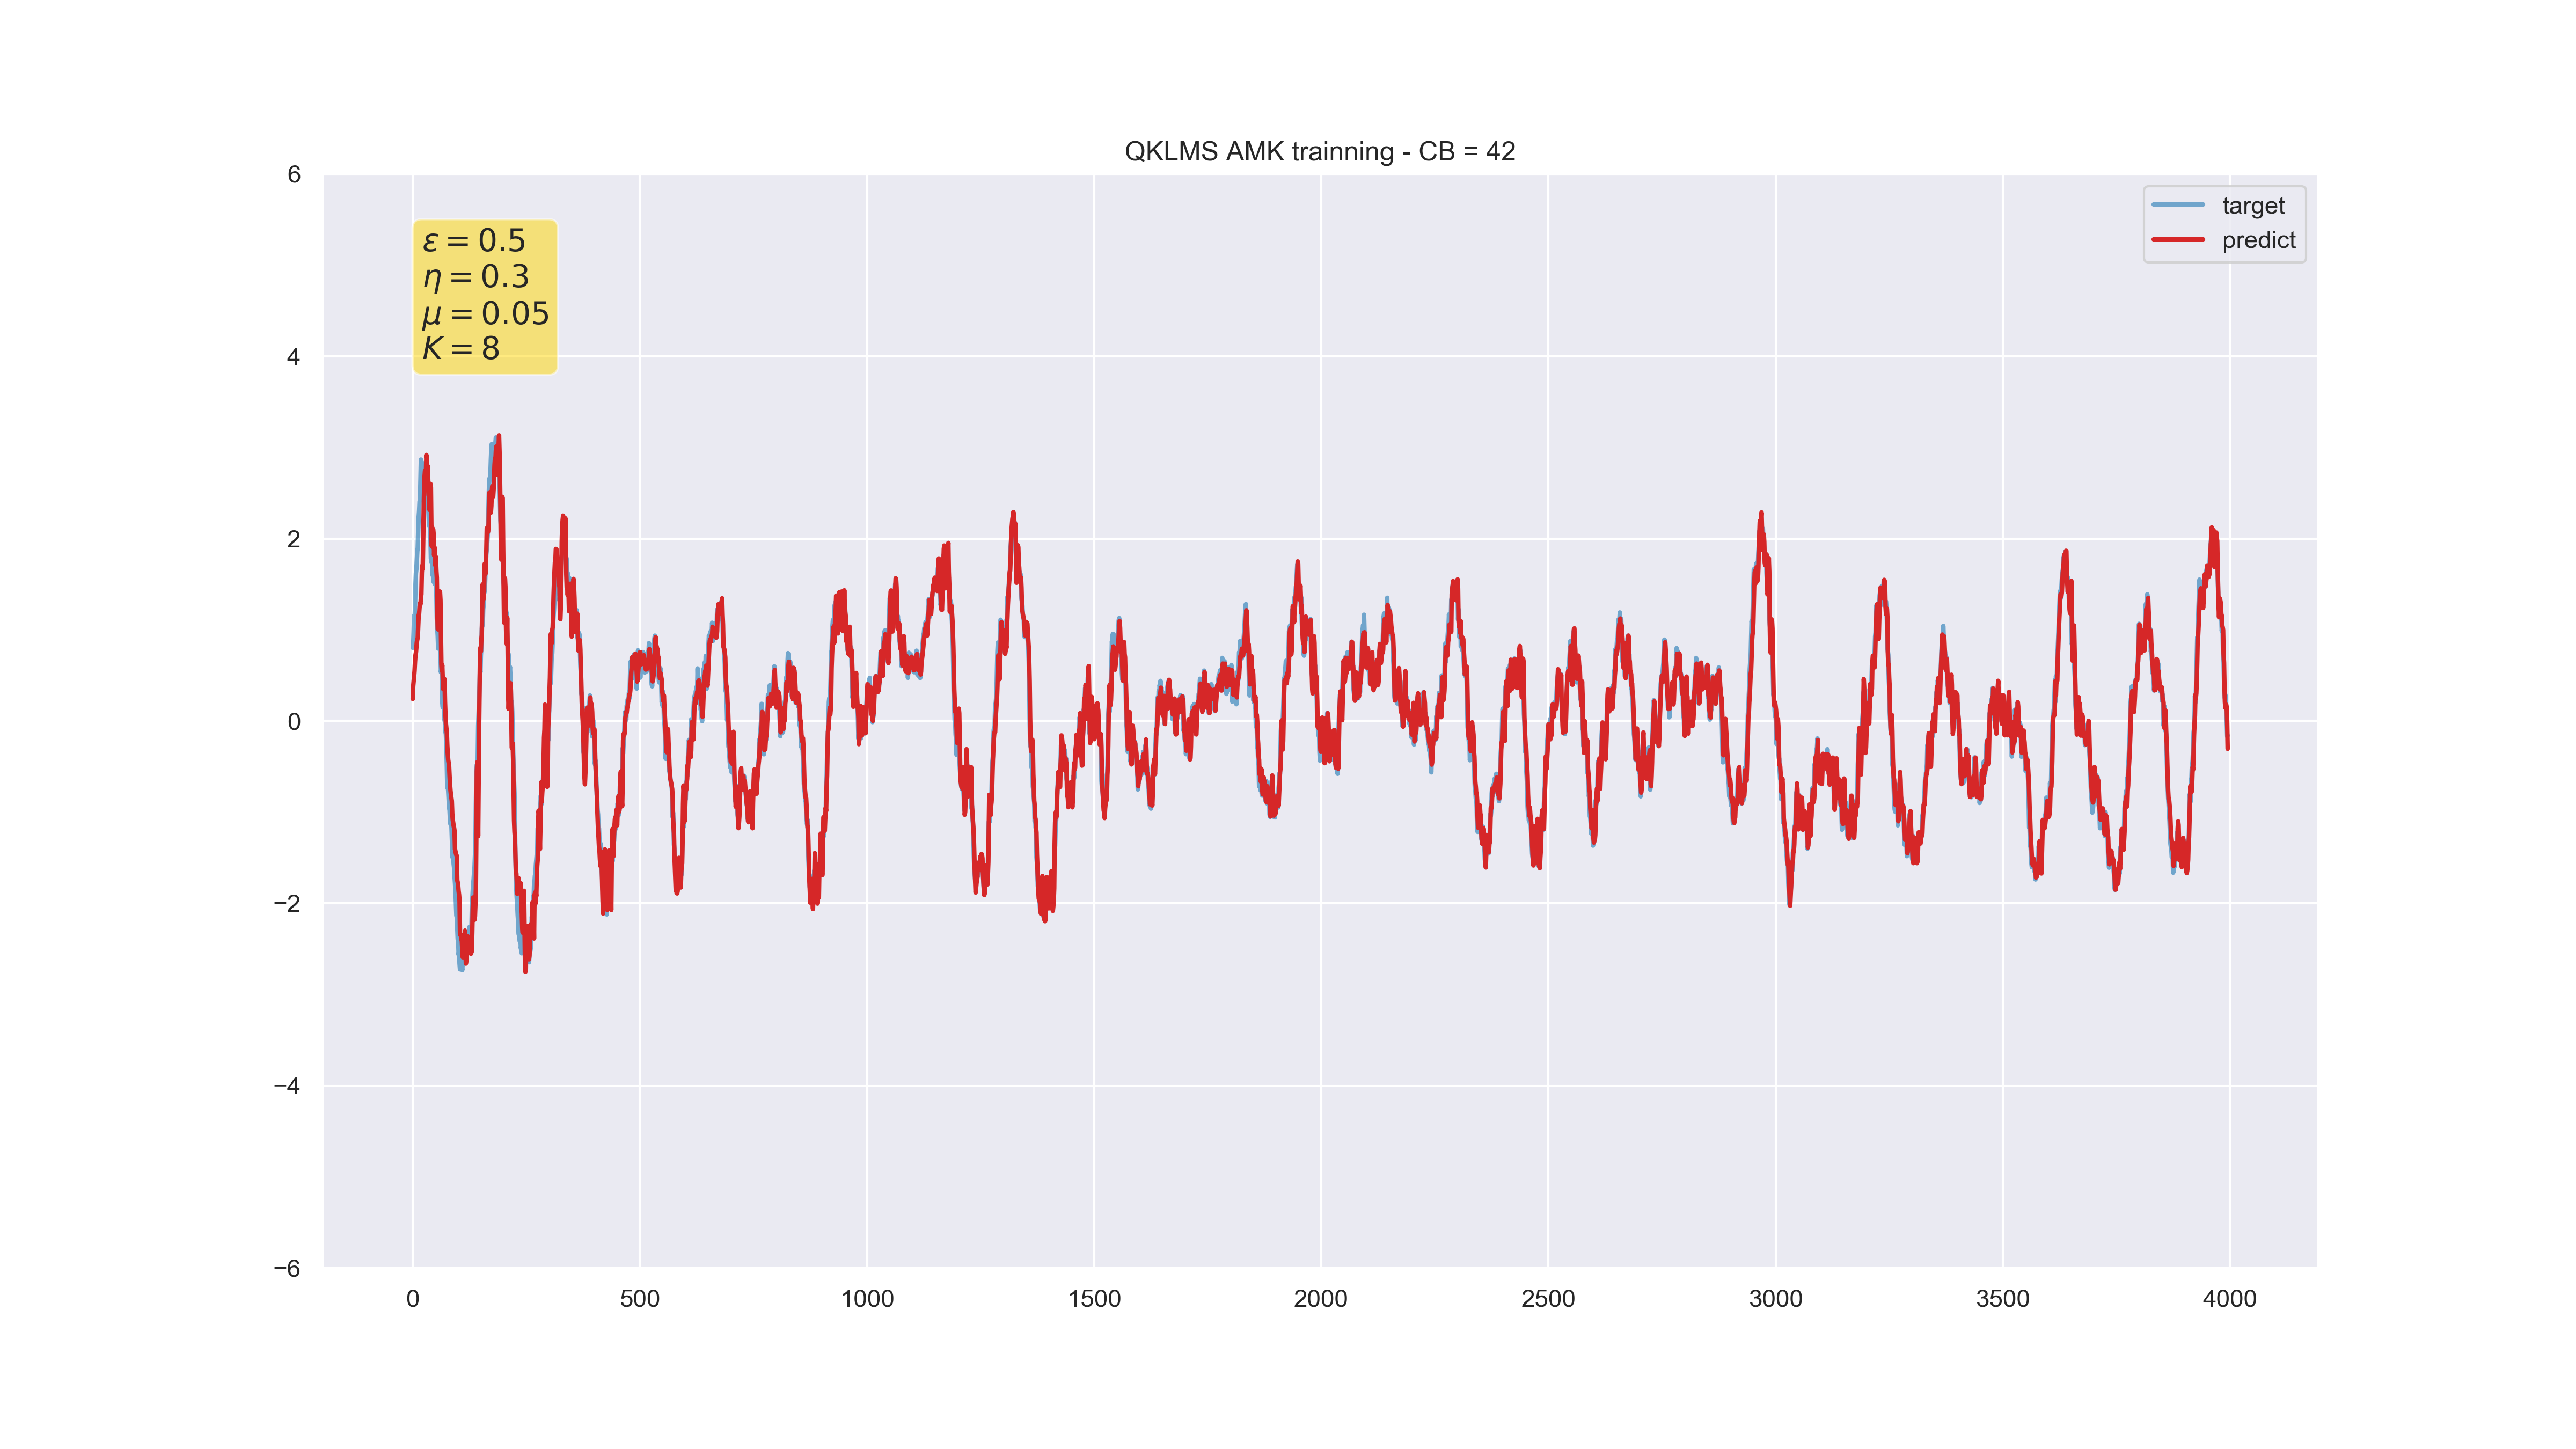 QKLMS AMK trainning - CB = 42
6
4
2
0
−2
−4
−6
ε = 0.5
η = 0.3
μ = 0.05
K = 8
target
predict
0 500 1000 1500 2000 2500 3000 3500 4000